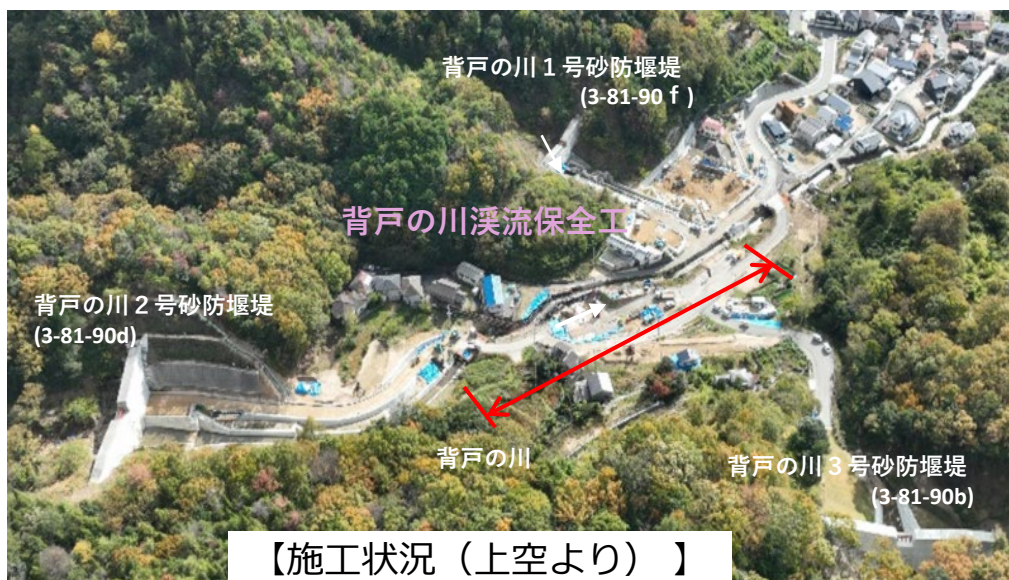 背戸の川１号砂防堰堤
(3-81-90ｆ)
背戸の川渓流保全工
背戸の川２号砂防堰堤
(3-81-90d)
背戸の川
背戸の川３号砂防堰堤
(3-81-90b)
【施工状況（上空より） 】